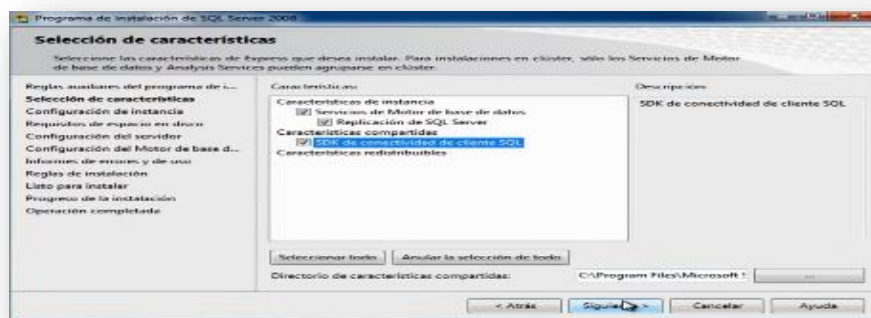 Programa de Instalación de SQL Server 2008
Selección de características
Seleccione las características de Express que desea instalar. Para instalaciones en clúster, sólo los Servicios de Motor
de base de datos y Analysis Services pueden agruparse en clúster.
Reglas auxiliares del programa de i...
Selección de características
Configuración de instancia
Requisitos de espacio en disco
Configuración del servidor
Configuración del Motor de base d...
Informes de errores y de uso
Reglas de instalación
Listo para instalar
Progreso de la instalación
Operación completada
Características:
Características de instancia
Servicios de Motor de base de datos
Replicación de SQL Server
Características compartidas
SDK de conectividad de cliente SQL
Características redistribuibles
Descripción:
SDK de conectividad de cliente SQL
Seleccionar todo
Anular la selección de todo
Directorio de características compartidas:
C:\Program Files\Microsoft
...
< Atrás
Siguiente >
Cancelar
Ayuda